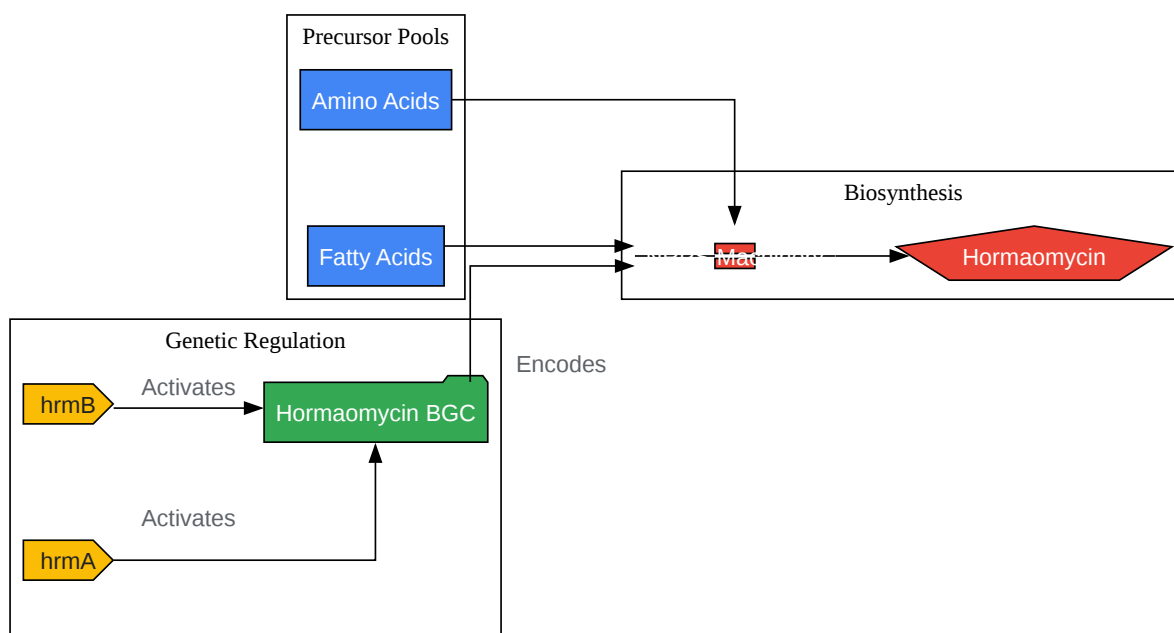 Precursor Pools
Amino Acids
Fatty Acids
Biosynthesis
Hormaomycin
Genetic Regulation
Encodes
Activates
hrmB
Hormaomycin BGC
Activates
hrmA